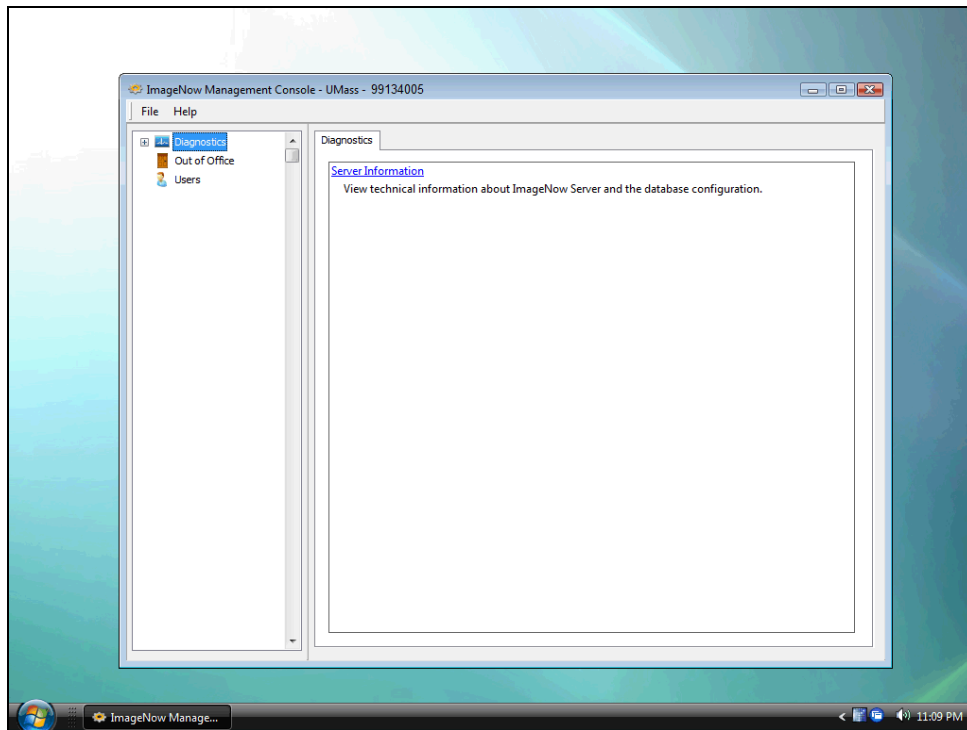 ImageNow Management Console - UMass - 99134005
File Help
Diagnostics
Out of Office
Users
Diagnostics
Server Information
View technical information about ImageNow Server and the database configuration.
ImageNow Manage...
11:09 PM